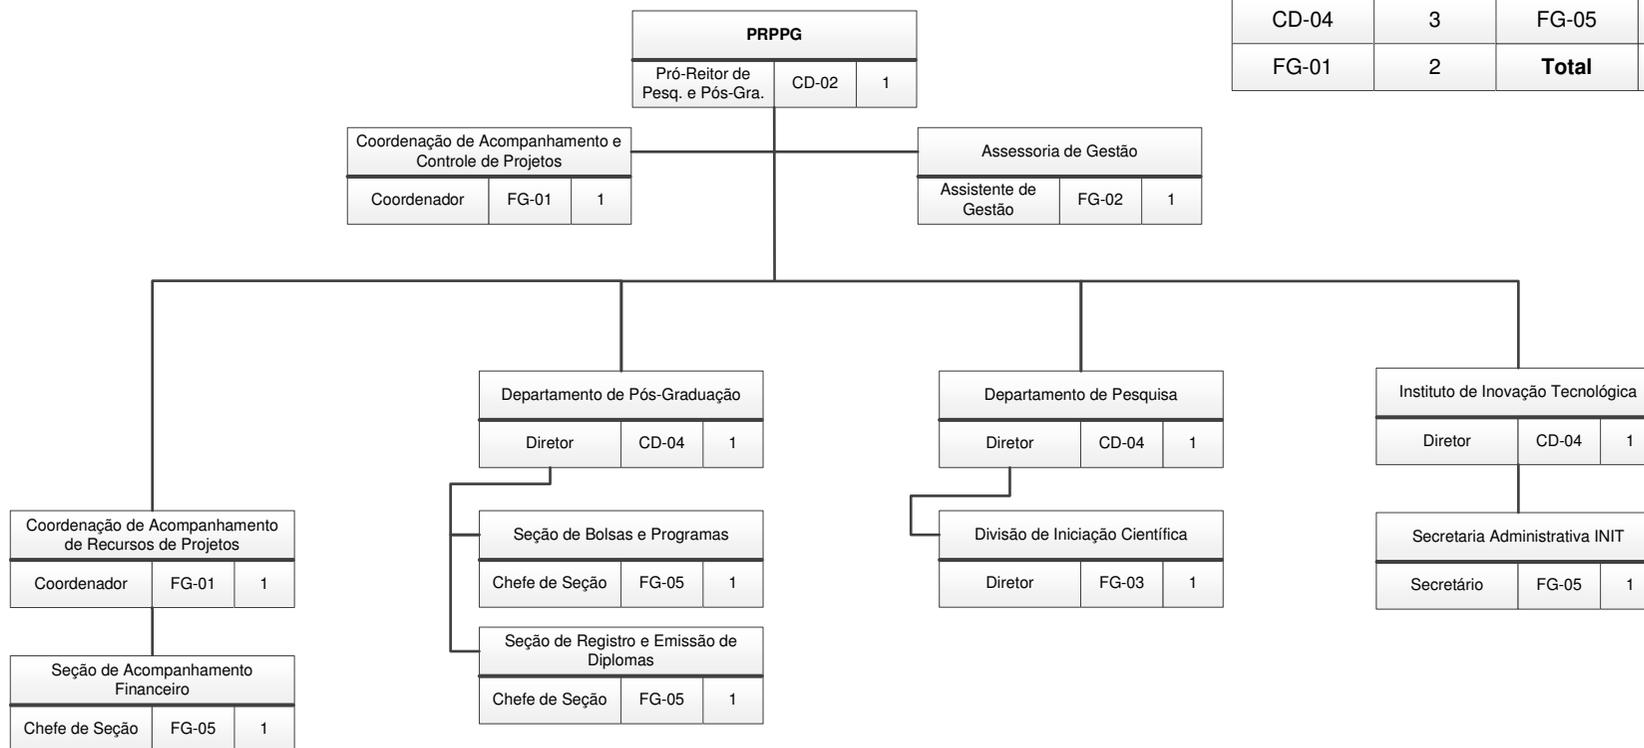 CD-04 3 FG-05
FG-01 2 Total
PRPPG
Pró-Reitor de
Pesq. e Pós-Gra. CD-02 1
Coordenação de Acompanhamento e
Controle de Projetos
Coordenador FG-01 1
Assessoria de Gestão
Assistente de
Gestão FG-02 1
Departamento de Pós-Graduação
Diretor CD-04 1
Departamento de Pesquisa
Diretor CD-04 1
Instituto de Inovação Tecnológica
Diretor CD-04 1
Coordenação de Acompanhamento
de Recursos de Projetos
Coordenador FG-01 1
Seção de Bolsas e Programas
Chefe de Seção FG-05 1
Divisão de Iniciação Científica
Diretor FG-03 1
Secretaria Administrativa INIT
Secretário FG-05 1
Seção de Acompanhamento
Financeiro
Chefe de Seção FG-05 1
Seção de Registro e Emissão de
Diplomas
Chefe de Seção FG-05 1